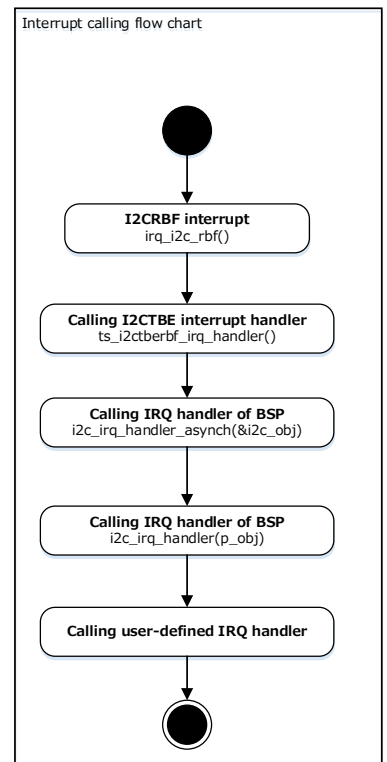 Interrupt calling flow chart
I2CRBF interrupt
irq_i2c_rbf()
Calling I2CTBE interrupt handler
ts_i2ctberbf_irq_handler()
Calling IRQ handler of BSP
i2c_irq_handler_asynch(&i2c_obj)
Calling IRQ handler of BSP
i2c_irq_handler(p_obj)
Calling user-defined IRQ handler